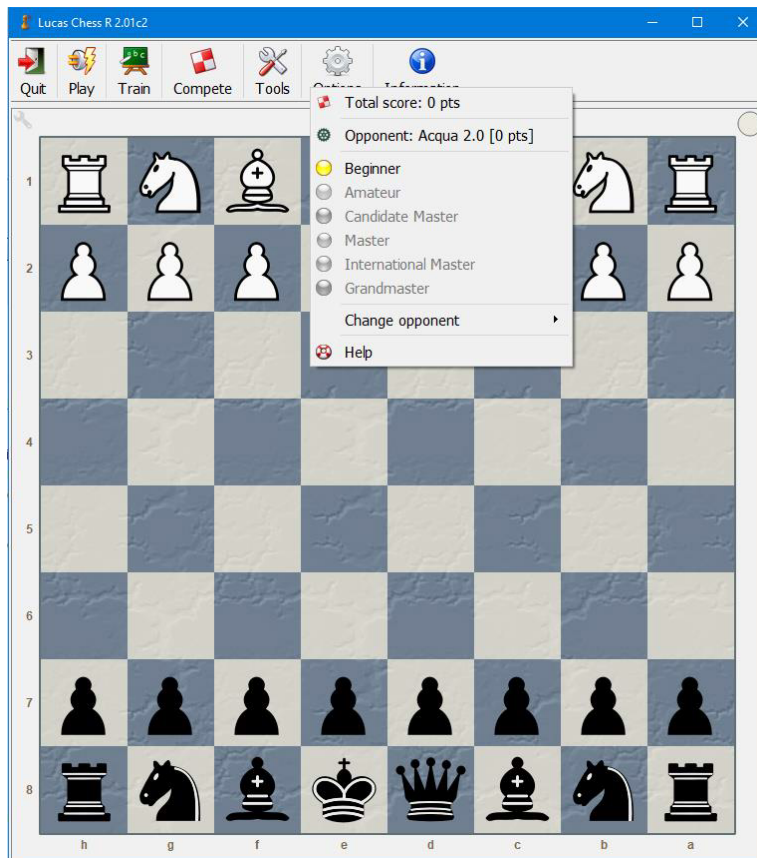 Lucas Chess R 2.01c2
Quit Play Train Compete Tools Options Information
Total score: 0 pts
Opponent: Acqua 2.0 [0 pts]
Beginner
Amateur
Candidate Master
Master
International Master
Grandmaster
Change opponent
Help
1
2
3
4
5
6
7
8
h g f e d c b a